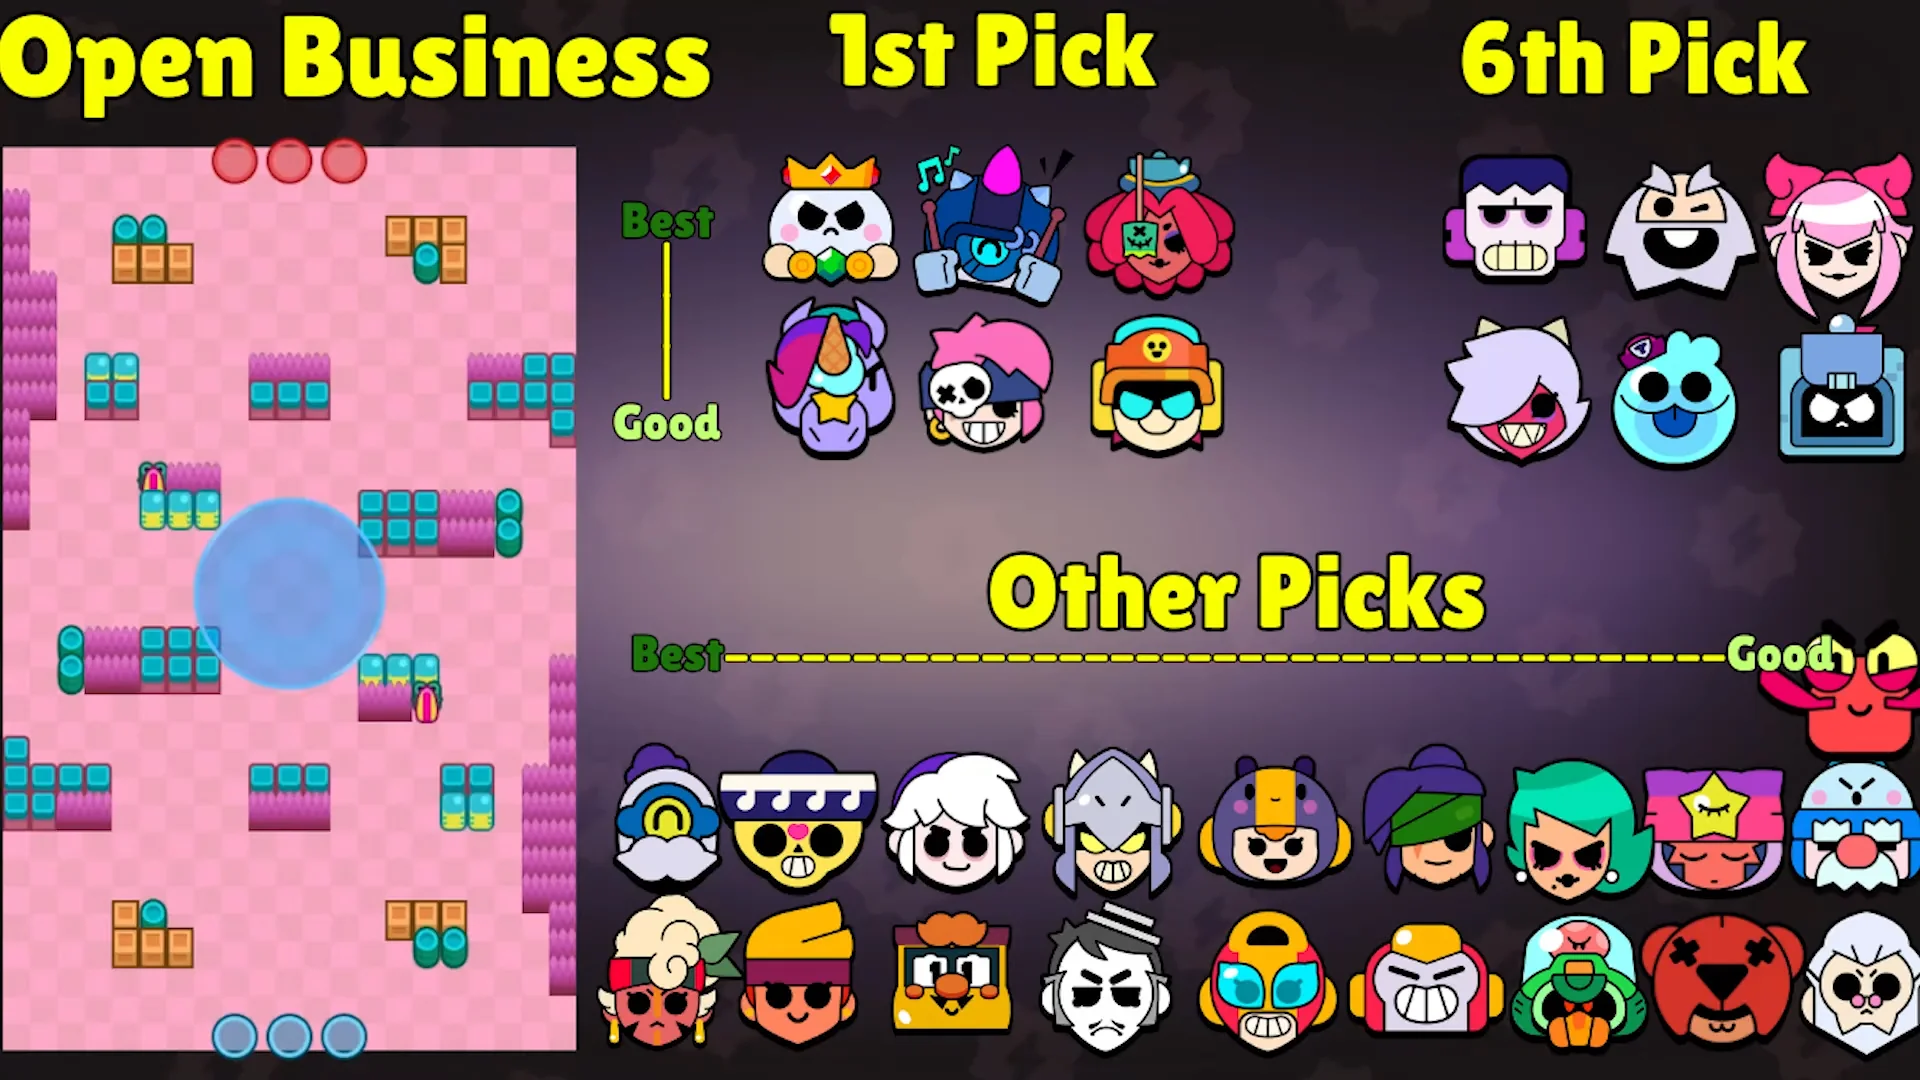 Open Business
1st Pick
6th Pick
Best
Good
Other Picks
Best
Good